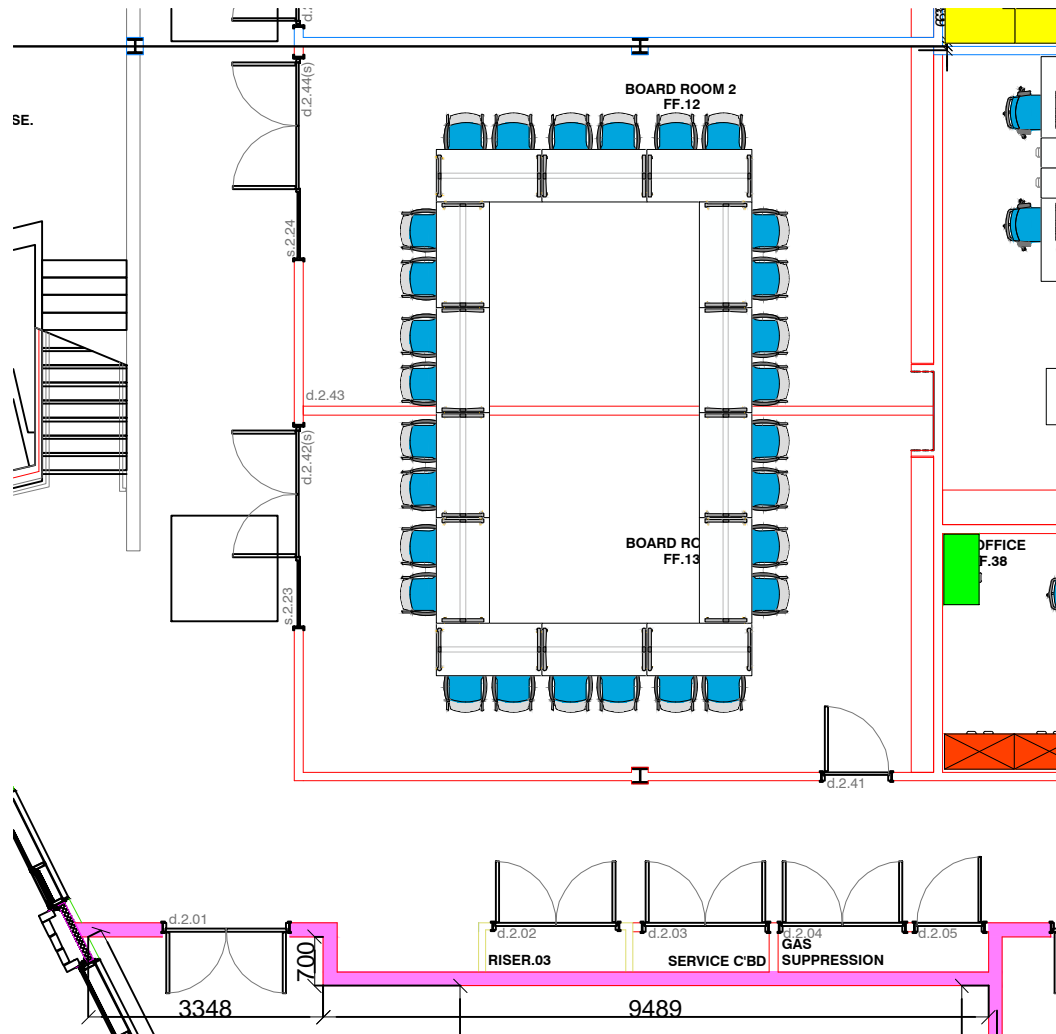 d.2.44(s)
SE.
BOARD ROOM 2
FF.12
s.2.24
d.2.43
d.2.42(s)
BOARD RO
FF.13
OFFICE
F.38
s.2.23
d.2.41
d.2.01
d.2.02
d.2.03
d.2.04
d.2.05
RISER.03
SERVICE C'BD
GAS
SUPPRESSION
700
3348
9489